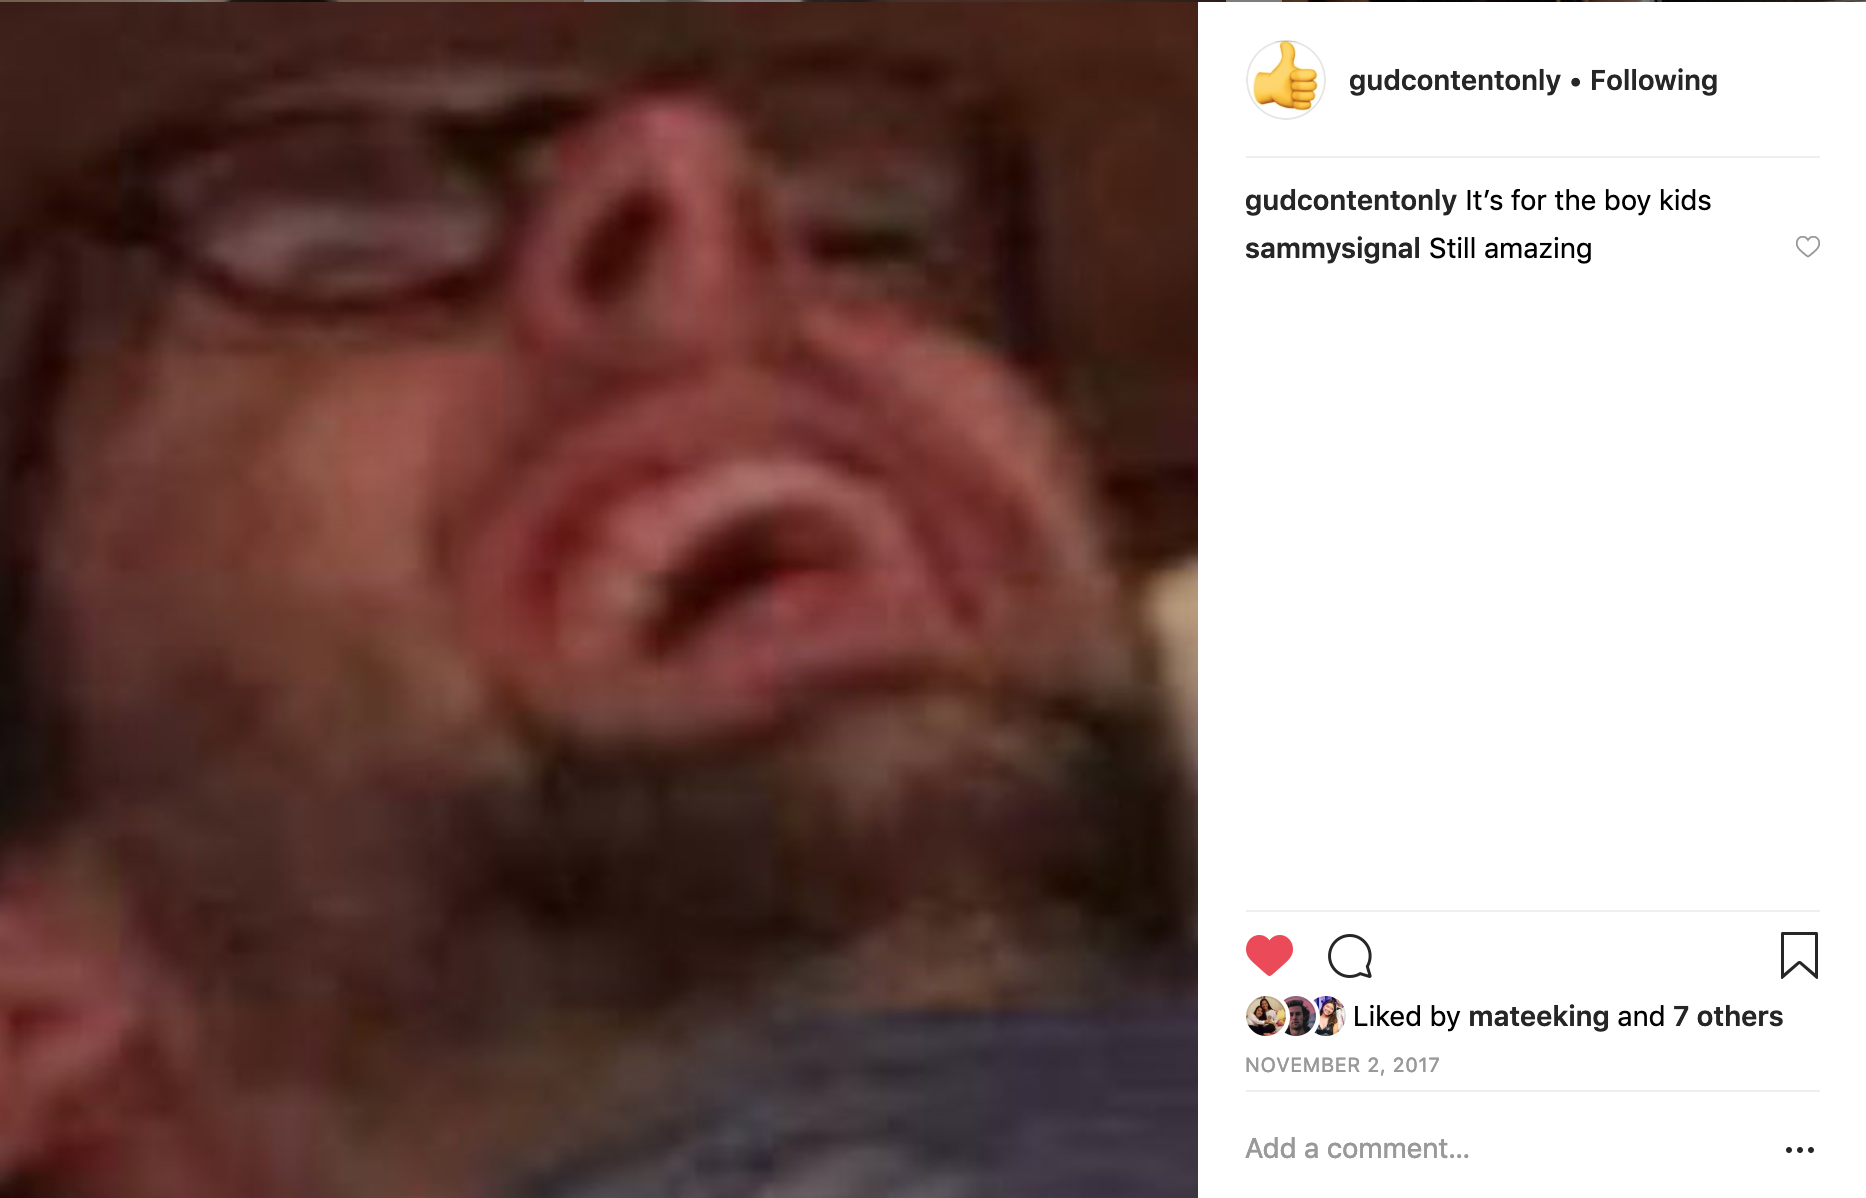 gudcontentonly • Following
gudcontentonly It’s for the boy kids
sammysignal Still amazing
Liked by mateeking and 7 others
NOVEMBER 2, 2017
Add a comment...